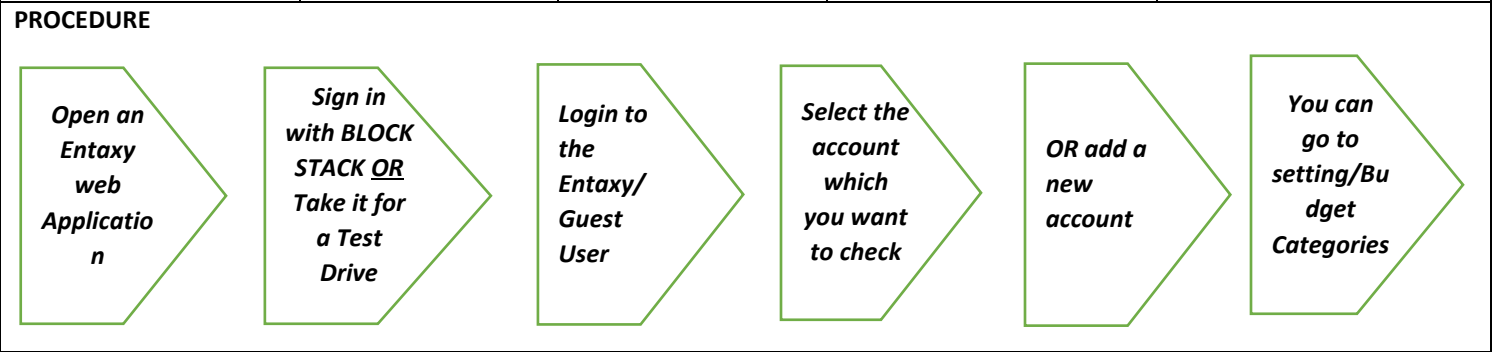 PROCEDURE
Open an
Entaxy
web
Applicatio
n
Sign in
with BLOCK
STACK OR
Take it for
a Test
Drive
Login to
the
Entaxy/
Guest
User
Select the
account
which
you want
to check
OR add a
new
account
You can
go to
setting/Bu
dget
Categories